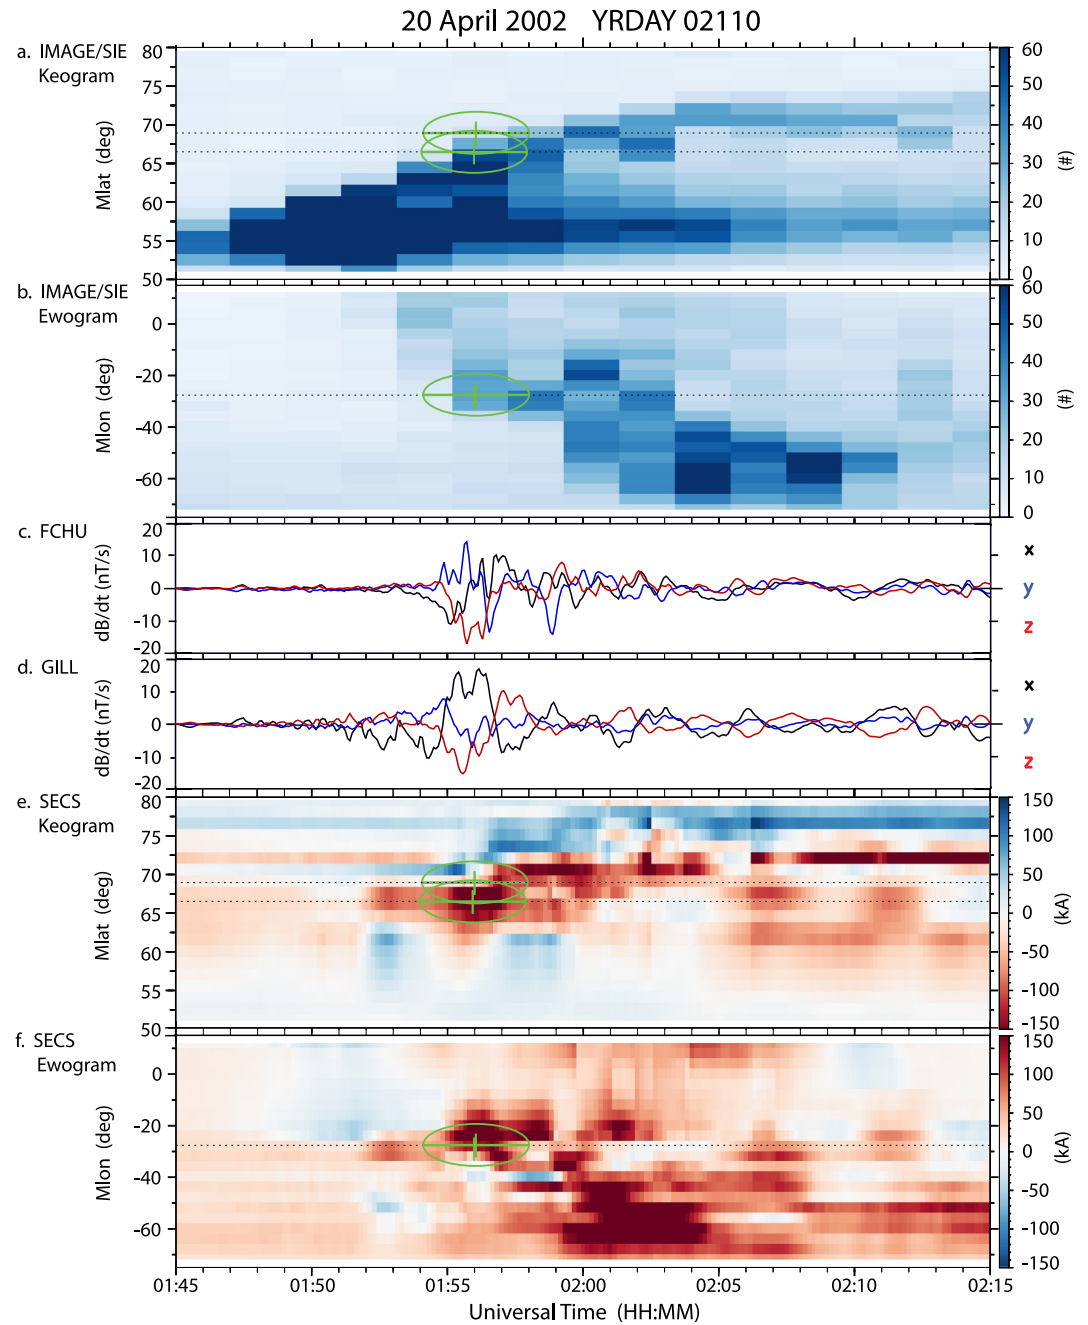 20 April 2002 YRDAY 02110
a. IMAGE/SIE
Keogram
80
75
70
65
60
55
50
Mlat (deg)
60
50
40
30
20
10
0
(#)
b. IMAGE/SIE
Ewogram
0
-20
-40
-60
Mlon (deg)
60
50
40
30
20
10
0
(#)
c. FCHU
20
10
0
-10
-20
dB/dt (nT/s)
x
y
z
d. GILL
20
10
0
-10
-20
dB/dt (nT/s)
x
y
z
e. SECS
Keogram
80
75
70
65
60
55
50
Mlat (deg)
150
100
50
0
-50
-100
-150
(kA)
f. SECS
Ewogram
0
-20
-40
-60
Mlon (deg)
150
100
50
0
-50
-100
-150
(kA)
01:45 01:50 01:56 02:00 02:04 02:10 02:15
Universal Time (HH:MM)